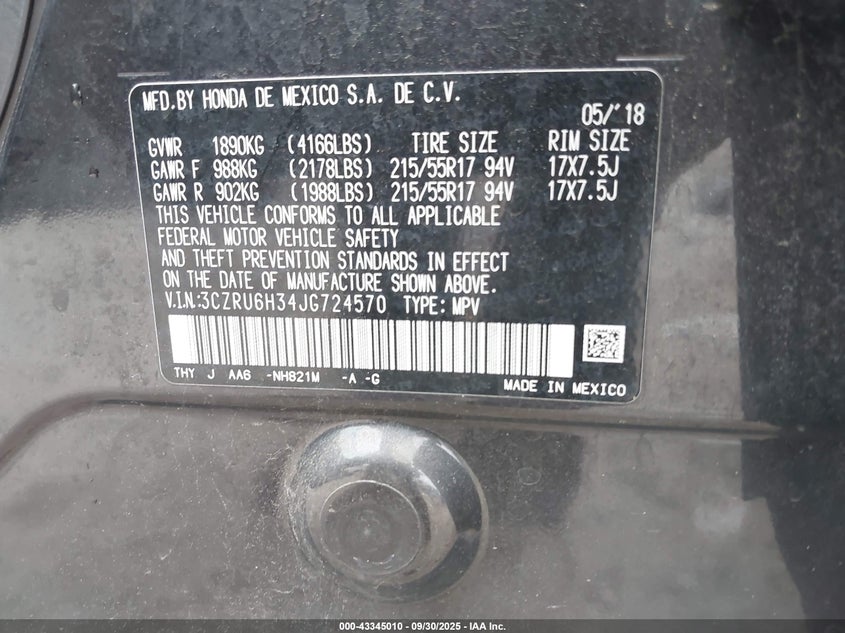 MFD.BY HONDA DE MEXICO S.A. DE C.V.
05/'18
GVWR 1890KG (4166LBS) TIRE SIZE RIM SIZE
GAWR F 988KG (2178LBS) 215/55R17 94V 17X7.5J
GAWR R 902KG (1988LBS) 215/55R17 94V 17X7.5J
THIS VEHICLE CONFORMS TO ALL APPLICABLE
FEDERAL MOTOR VEHICLE SAFETY
AND THEFT PREVENTION STANDARDS IN EFFECT
ON THE DATE OF MANUFACTURE SHOWN ABOVE.
V.I.N.:3CZRU6H34JG724570 TYPE: MPV
THY J AA6 -NH821M -A -G
MADE IN MEXICO
000-43345010 - 09/30/2025 - IAA Inc.